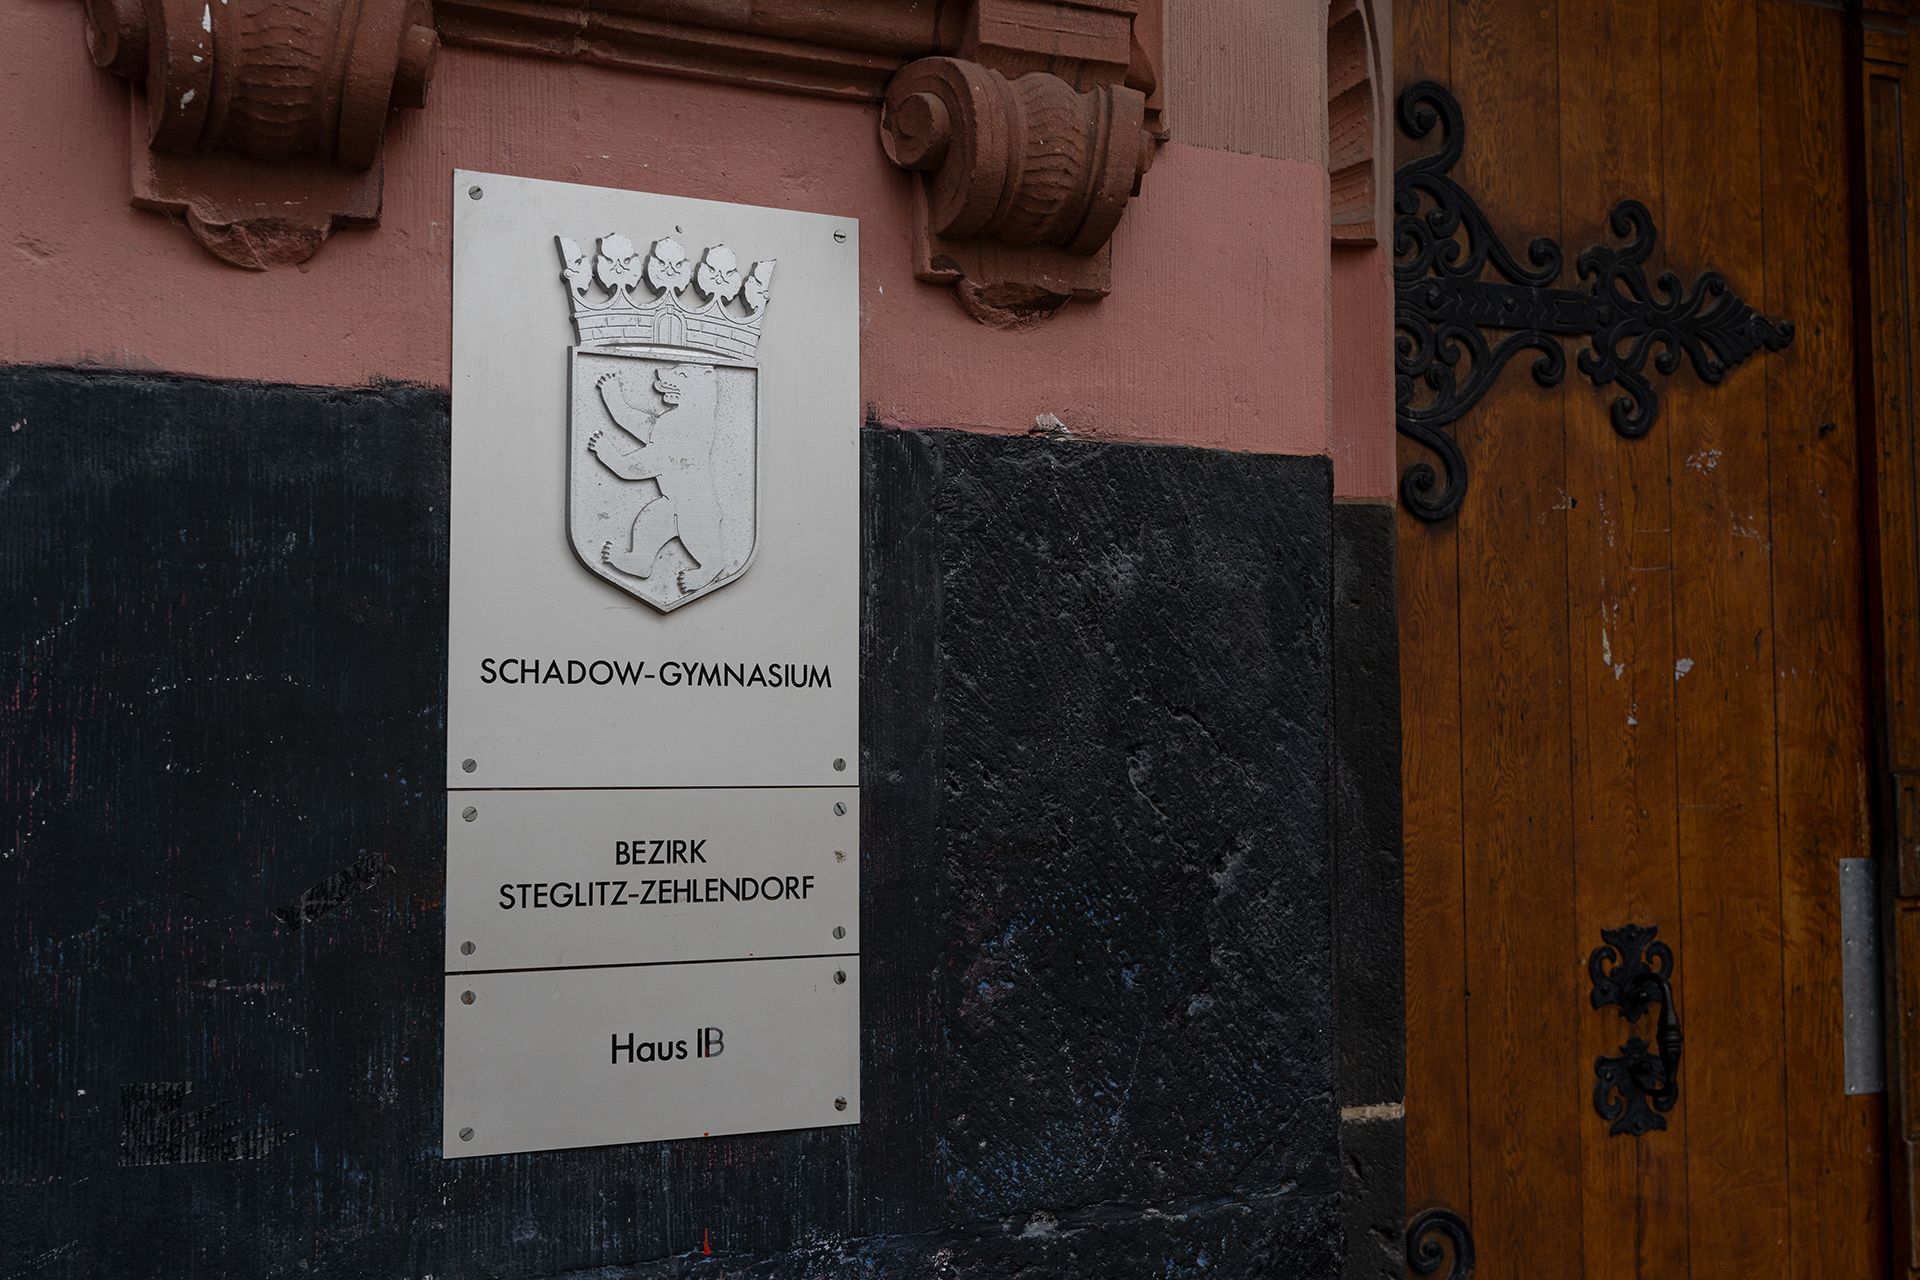 SCHADOW-GYMNASIUM
BEZIRK
STEGLITZ-ZEHLENDORF
Haus IB